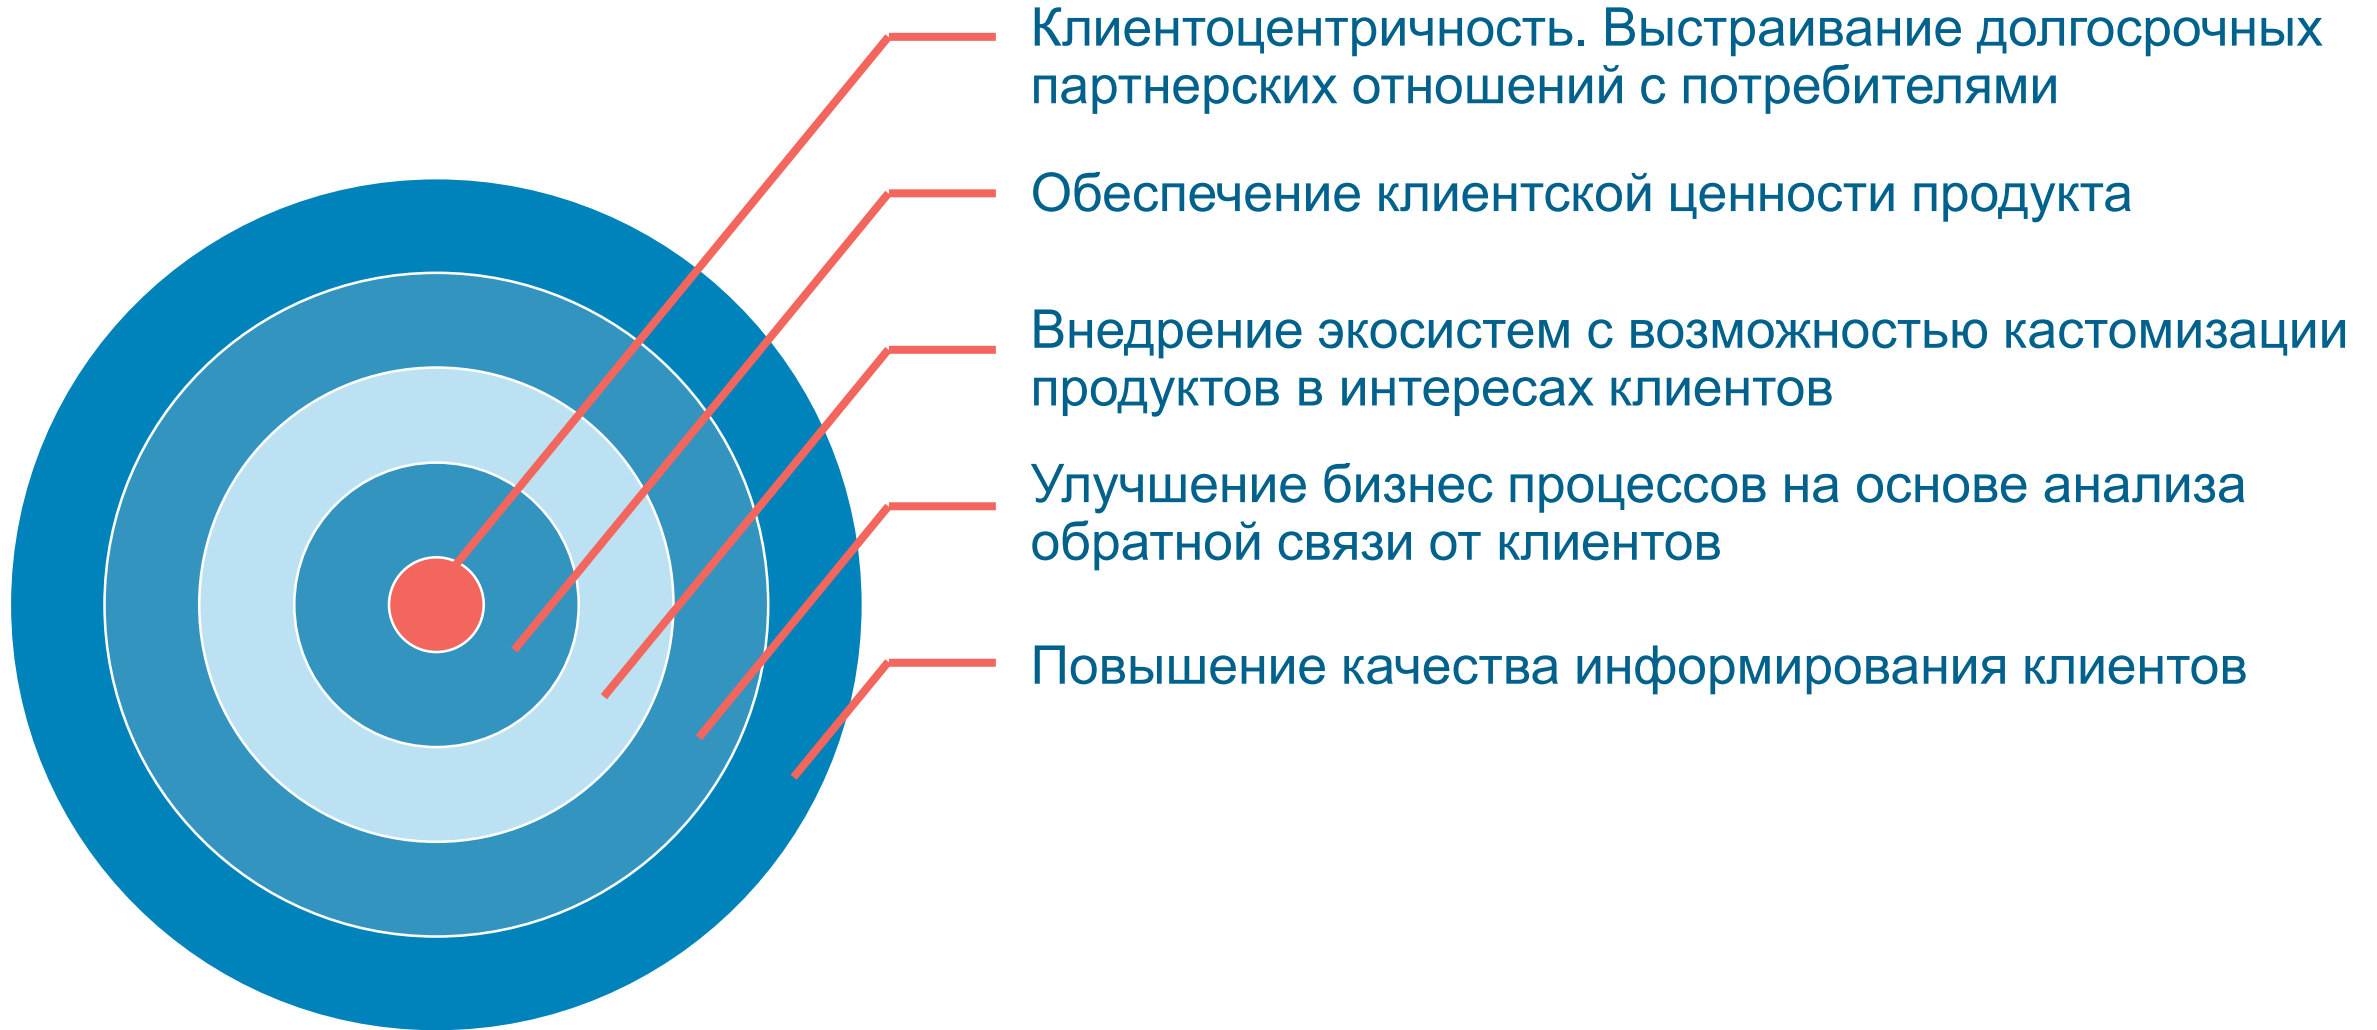 Клиентоцентричность. Выстраивание долгосрочных
партнерских отношений с потребителями
Обеспечение клиентской ценности продукта
Внедрение экосистем с возможностью кастомизации
продуктов в интересах клиентов
Улучшение бизнес процессов на основе анализа
обратной связи от клиентов
Повышение качества информирования клиентов